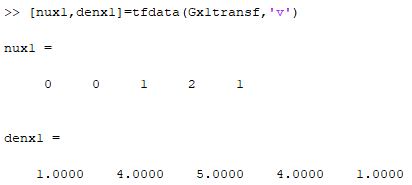 >> [nux1,denx1]=tfdata(Gx1transf,'v')
nux1 =
0 0 1 2 1
denx1 =
1.0000 4.0000 5.0000 4.0000 1.0000